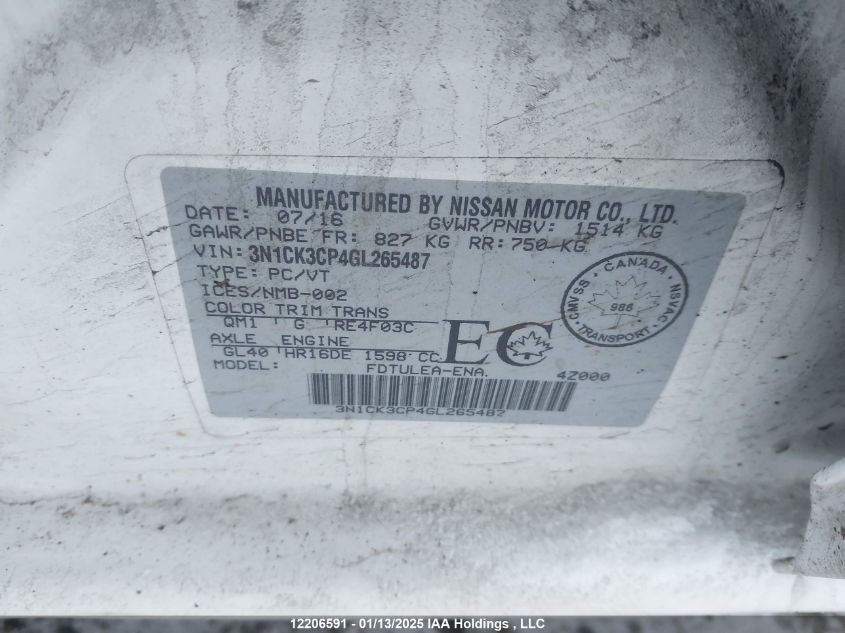 MANUFACTURED BY NISSAN MOTOR CO., LTD.
DATE: 07/16 GVWR/PNBV: 1514 KG
GAWR/PNBE FR: 827 KG RR: 750 KG
VIN: 3N1CK3CP4GL265487
TYPE: PC/VT
ICES/NMB-002
COLOR TRIM TRANS
QM1 G RE4F03C
AXLE ENGINE
GL40 HR16DE 1598 CC
MODEL: FDTULEA-ENA. 4Z000
EC
CANADA
CMVSS NSVAC
986
TRANSPORT
3N1CK3CP4GL265487
12206591 - 01/13/2025 IAA Holdings , LLC